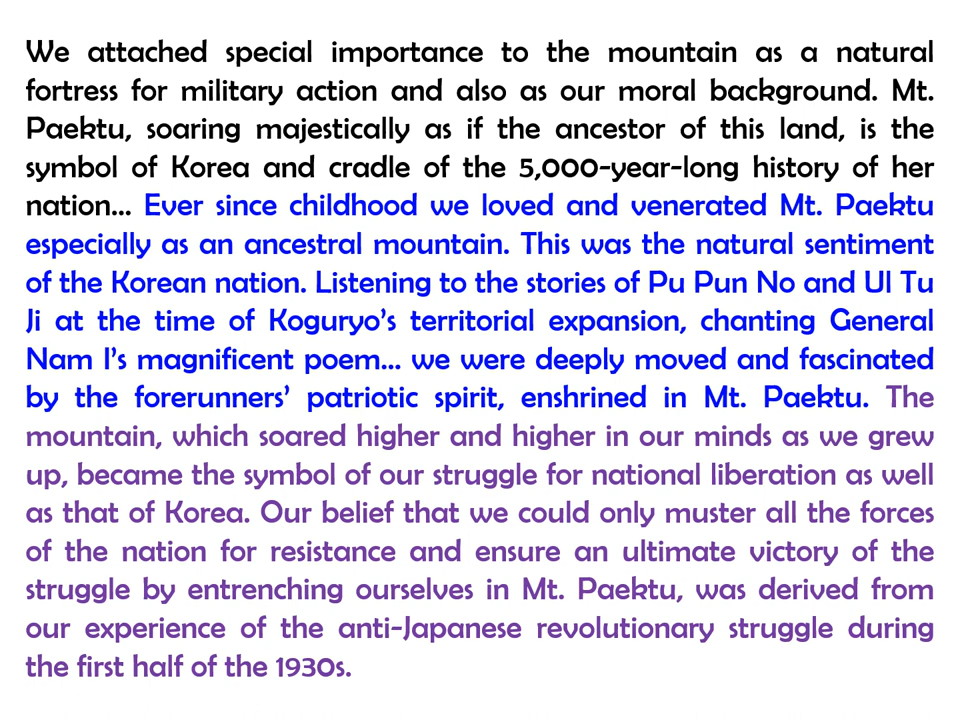 We attached special importance to the mountain as a natural
fortress for military action and also as our moral background. Mt.
Paektu, soaring majestically as if the ancestor of this land, is the
symbol of Korea and cradle of the 5,000-year-long history of her
nation... Ever since childhood we loved and venerated Mt. Paektu
especially as an ancestral mountain. This was the natural sentiment
of the Korean nation. Listening to the stories of Pu Pun No and Ul Tu
Ji at the time of Koguryo’s territorial expansion, chanting General
Nam I’s magnificent poem... we were deeply moved and fascinated
by the forerunners’ patriotic spirit, enshrined in Mt. Paektu. The
mountain, which soared higher and higher in our minds as we grew
up, became the symbol of our struggle for national liberation as well
as that of Korea. Our belief that we could only muster all the forces
of the nation for resistance and ensure an ultimate victory of the
struggle by entrenching ourselves in Mt. Paektu, was derived from
our experience of the anti-Japanese revolutionary struggle during
the first half of the 1930s.